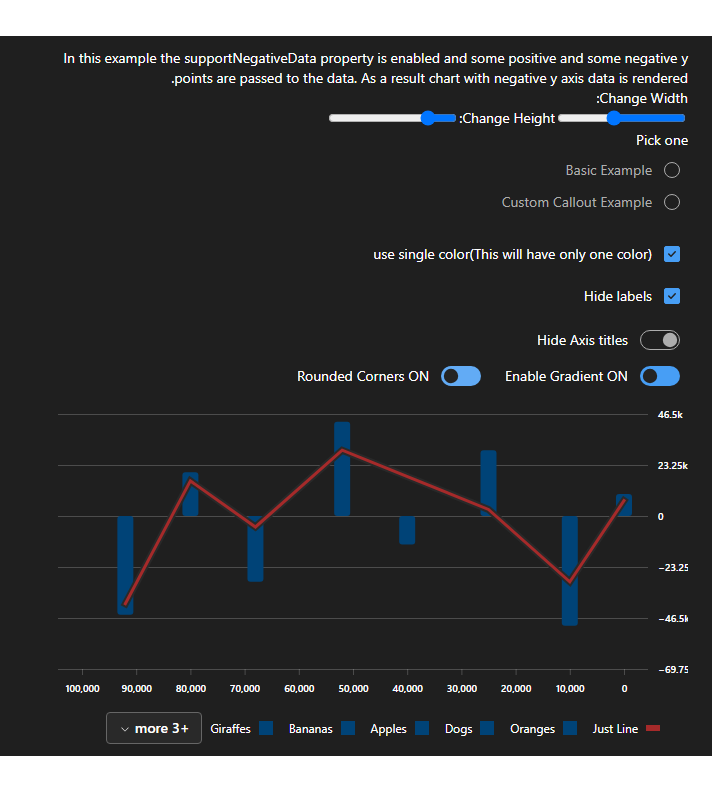 In this example the supportNegativeData property is enabled and some positive and some negative y
.points are passed to the data. As a result chart with negative y axis data is rendered
:Change Width
:Change Height
Pick one
Basic Example
Custom Callout Example
use single color(This will have only one color)
Hide labels
Hide Axis titles
Rounded Corners ON Enable Gradient ON
46.5k
23.25k
0
−23.25
−46.5k
−69.75
100,000 90,000 80,000 70,000 60,000 50,000 40,000 30,000 20,000 10,000 0
more 3+ Giraffes Bananas Apples Dogs Oranges Just Line